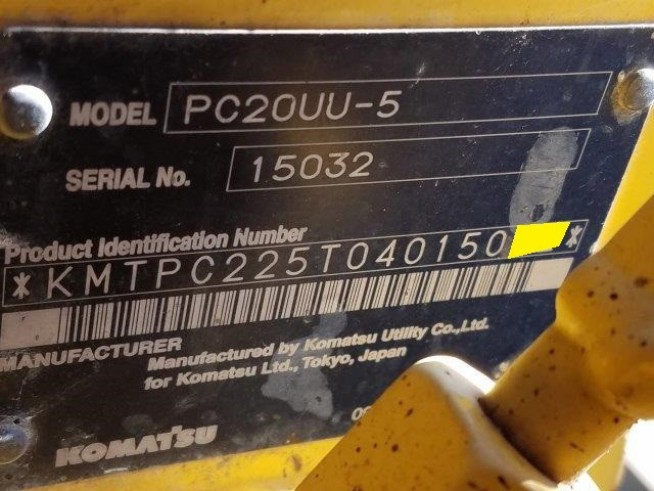 MODEL PC20UU-5
SERIAL No. 15032
Product Identification Number
*KMTPC225T040150 *
MANUFACTURER
Manufactured by Komatsu Utility Co.,Ltd.
for Komatsu Ltd., Tokyo, Japan
KOMATSU